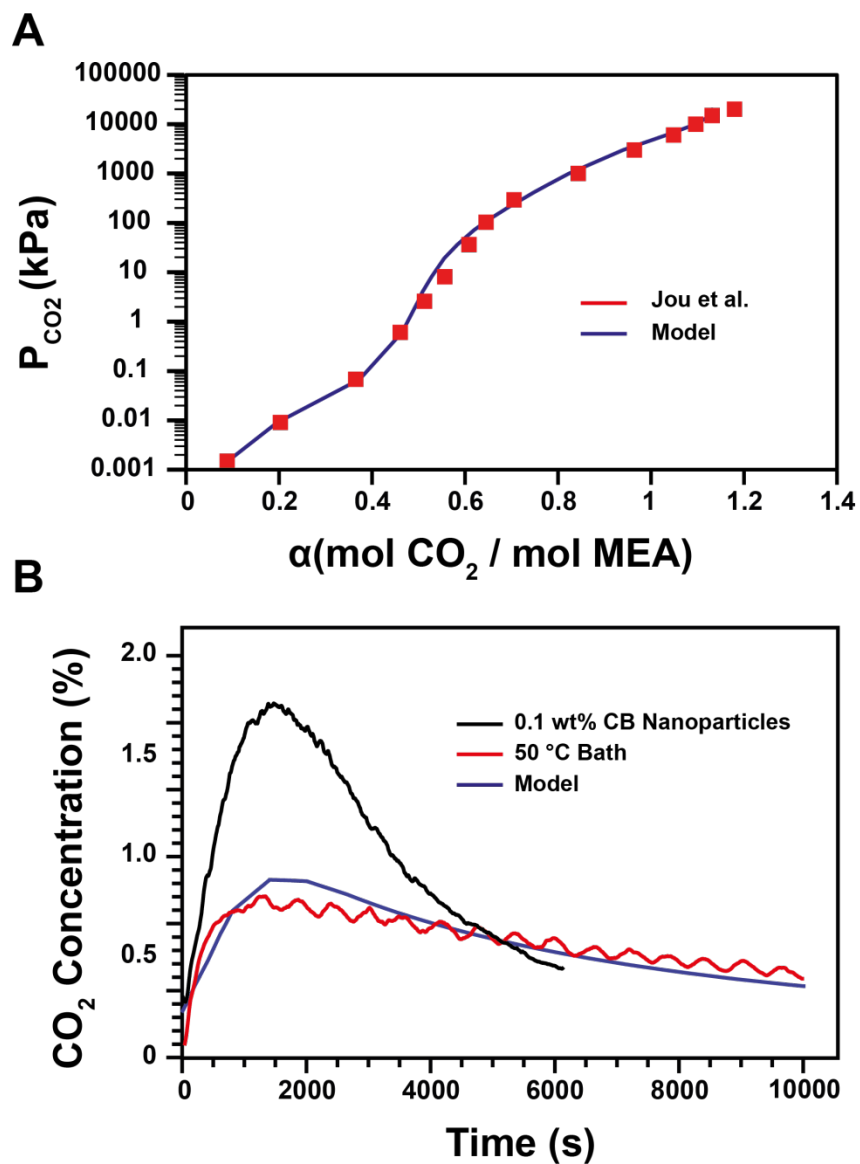 A
100000
10000
1000
100
10
1
0.1
0.01
0.001
P_CO2 (kPa)
Jou et al.
Model
0 0.2 0.4 0.6 0.8 1 1.2 1.4
α(mol CO₂ / mol MEA)
B
2.0
1.5
1.0
0.5
0
CO₂ Concentration (%)
0.1 wt% CB Nanoparticles
50 °C Bath
Model
0 2000 4000 6000 8000 10000
Time (s)